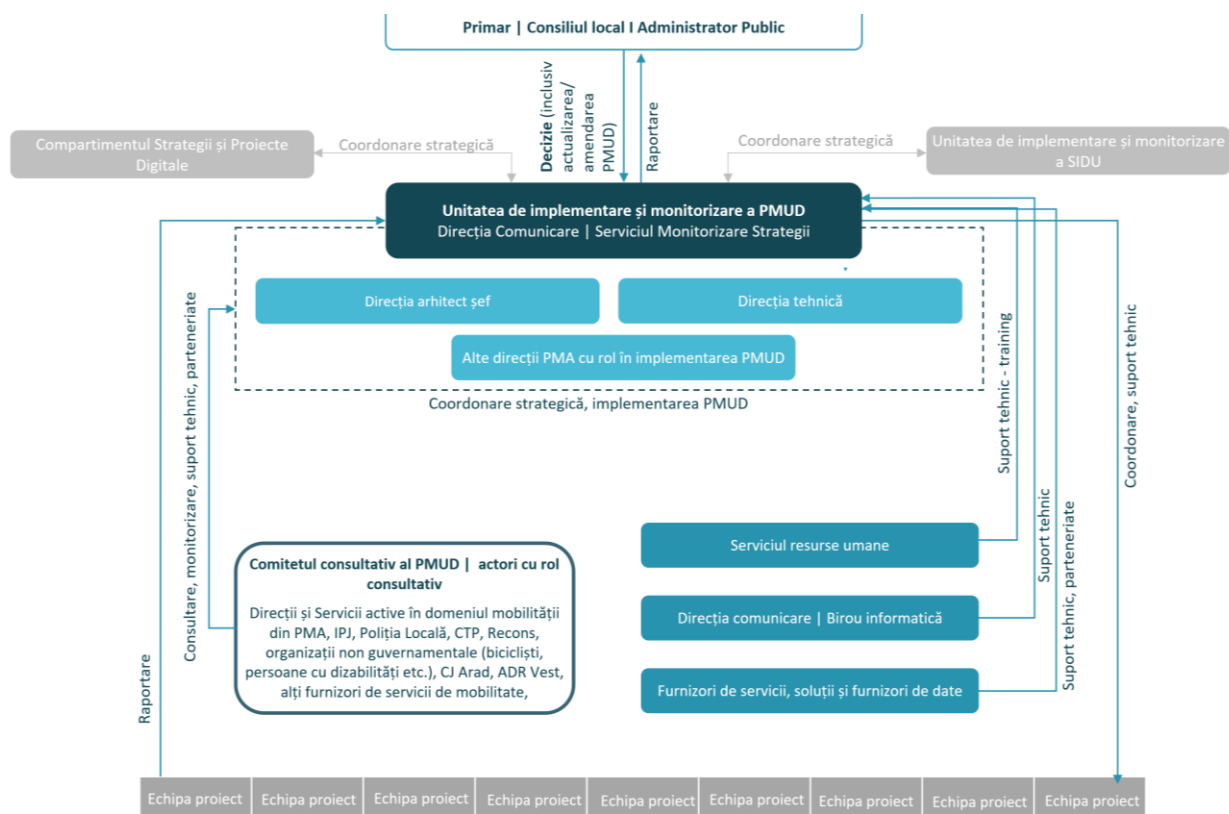 Primar | Consiliul local I Administrator Public
Decizie (inclusiv
actualizarea/
amendarea
PMUD)
Raportare
Compartimentul Strategii și Proiecte
Digitale
Coordonare strategică
Coordonare strategică
Unitatea de implementare și monitorizare
a SIDU
Unitatea de implementare și monitorizare a PMUD
Direcția Comunicare | Serviciul Monitorizare Strategii
Direcția arhitect șef
Direcția tehnică
Alte direcții PMA cu rol în implementarea PMUD
Coordonare strategică, implementarea PMUD
Consultare, monitorizare, suport tehnic, parteneriate
Suport tehnic - training
Suport tehnic
Suport tehnic, parteneriate
Coordonare, suport tehnic
Comitetul consultativ al PMUD | actori cu rol
consultativ
Direcții și Servicii active în domeniul mobilității
din PMA, IPJ, Poliția Locală, CTP, Recons,
organizații non guvernamentale (bicicliști,
persoane cu dizabilități etc.), CJ Arad, ADR Vest,
alți furnizori de servicii de mobilitate,
Serviciul resurse umane
Direcția comunicare | Birou informatică
Furnizori de servicii, soluții și furnizori de date
Raportare
Echipa proiect
Echipa proiect
Echipa proiect
Echipa proiect
Echipa proiect
Echipa proiect
Echipa proiect
Echipa proiect
Echipa proiect